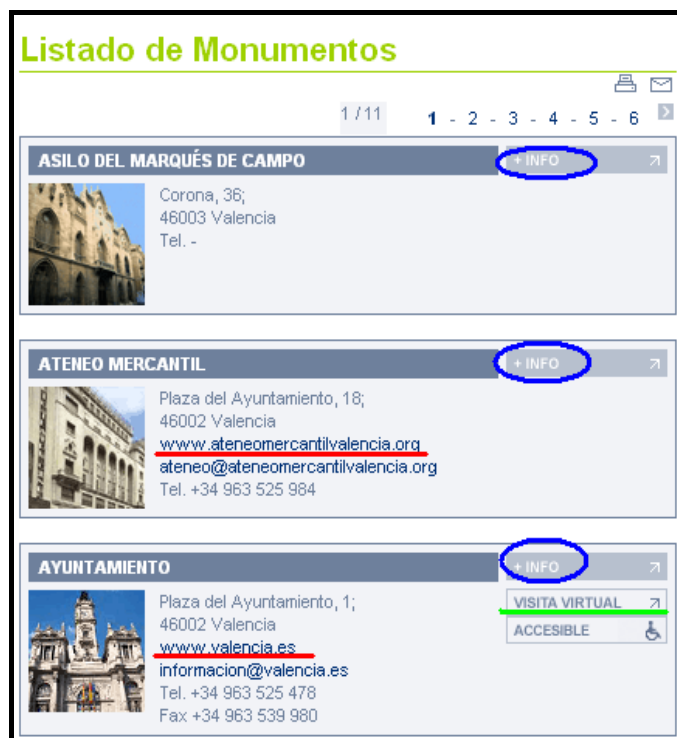 Listado de Monumentos
1 / 11 1 - 2 - 3 - 4 - 5 - 6
ASILO DEL MARQUÉS DE CAMPO + INFO
Corona, 36;
46003 Valencia
Tel. -
ATENEO MERCANTIL + INFO
Plaza del Ayuntamiento, 18;
46002 Valencia
www.ateneomercantilvalencia.org
ateneo@ateneomercantilvalencia.org
Tel. +34 963 525 984
AYUNTAMIENTO + INFO
Plaza del Ayuntamiento, 1; VISITA VIRTUAL
46002 Valencia ACCESIBLE
www.valencia.es
informacion@valencia.es
Tel. +34 963 525 478
Fax +34 963 539 980